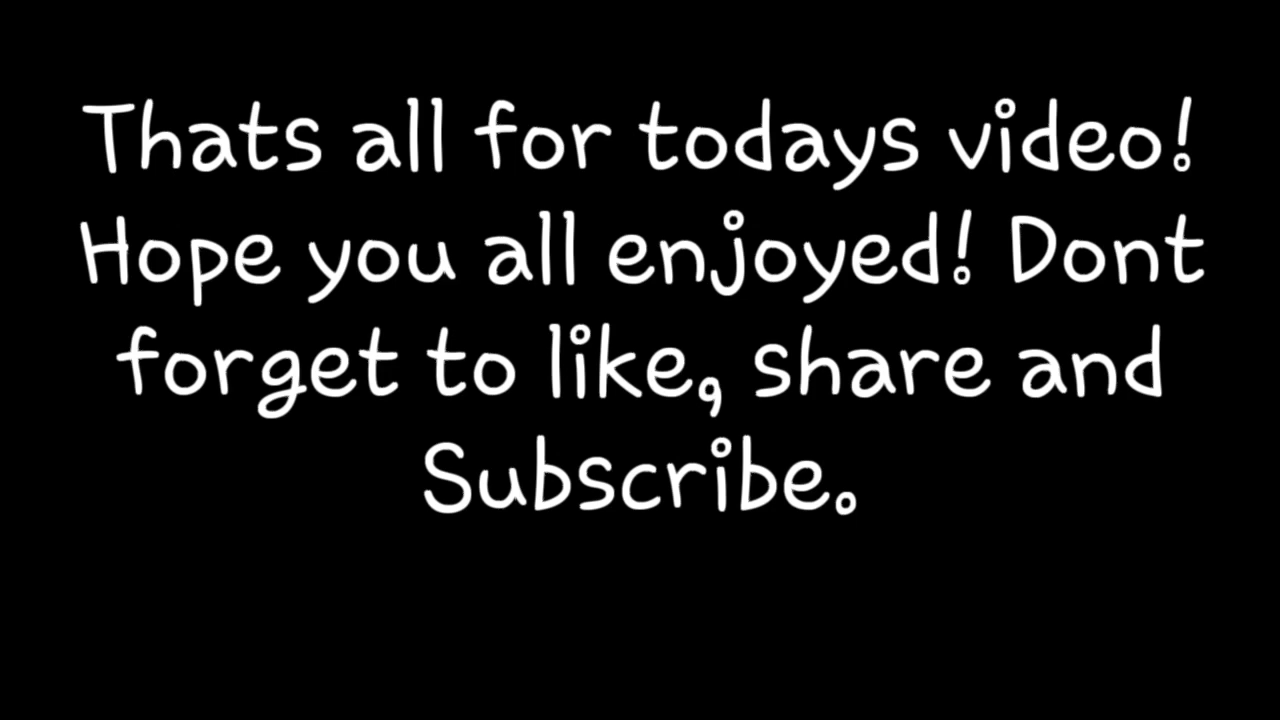 Thats all for todays video!
Hope you all enjoyed! Dont
forget to like, share and
Subscribe.